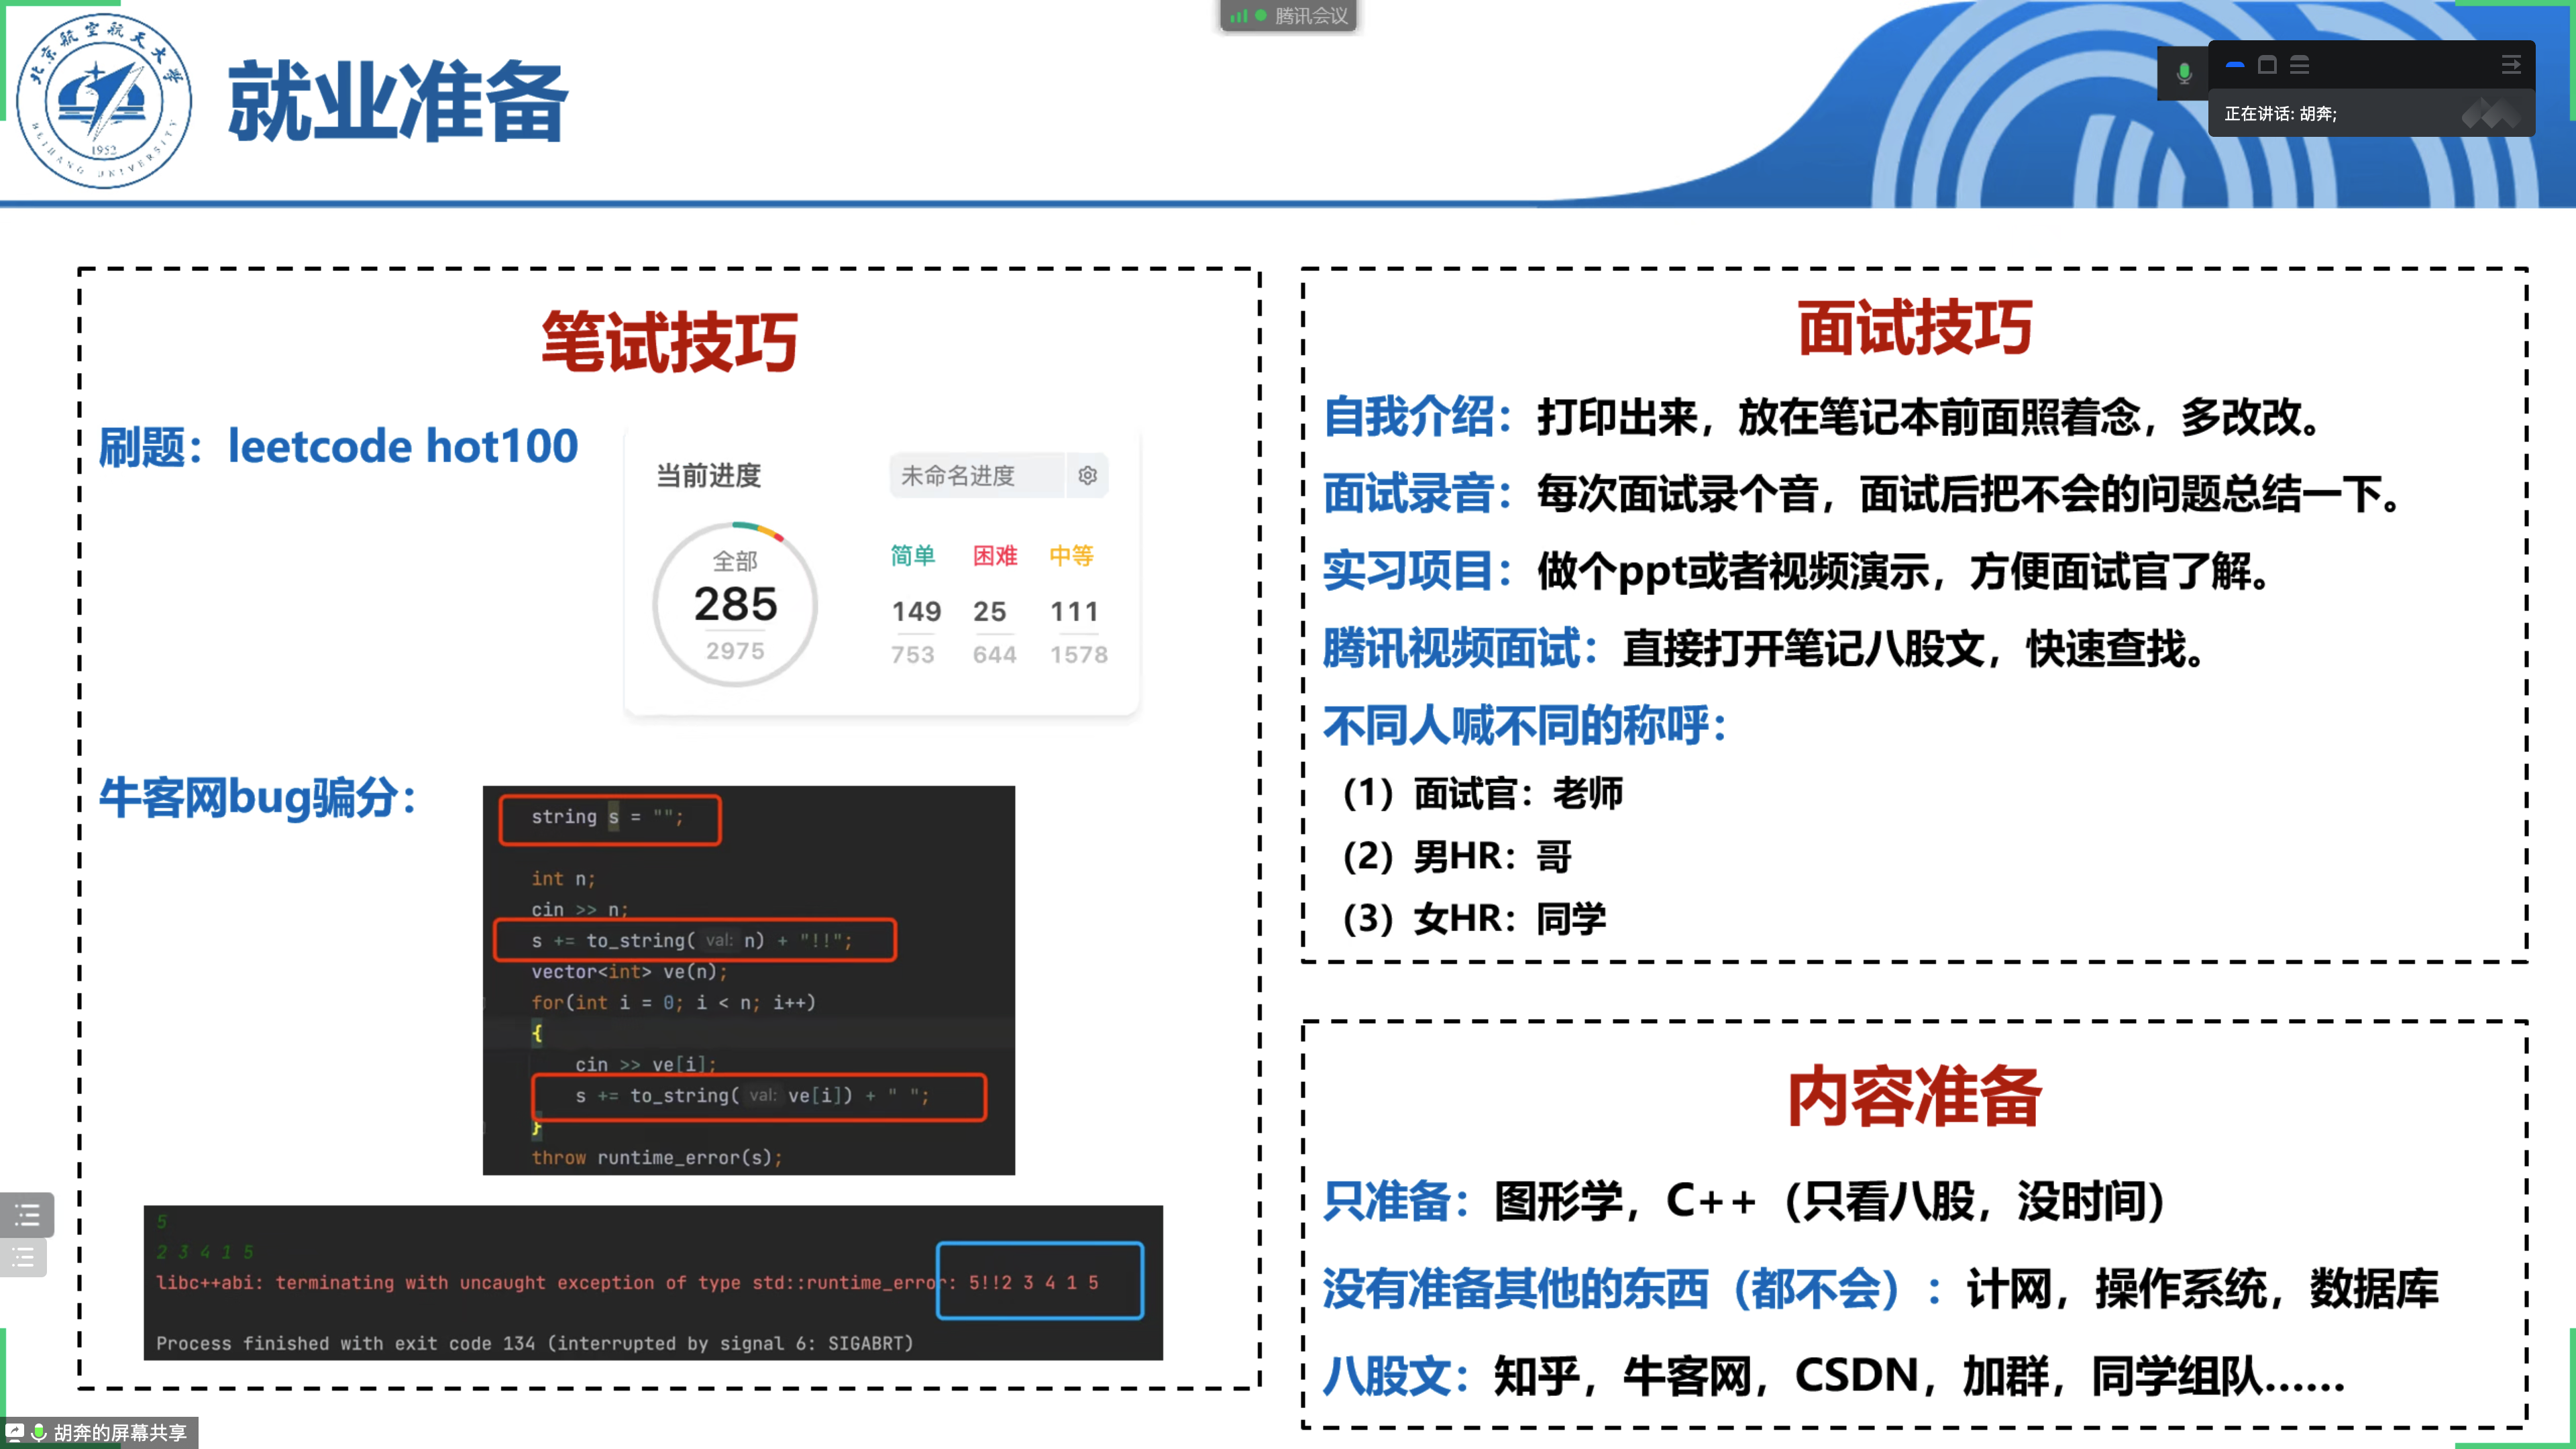 腾讯会议
北京航空航天大学
BEIHANG UNIVERSITY
1952
就业准备
正在讲话: 胡奔;
笔试技巧
刷题：leetcode hot100
当前进度
未命名进度
全部
285
2975
简单 困难 中等
149 25 111
753 644 1578
牛客网bug骗分：
string s = "";
int n;
cin >> n;
s += to_string( val: n) + "!!";
vector<int> ve(n);
for(int i = 0; i < n; i++)
{
cin >> ve[i];
s += to_string( val: ve[i]) + " ";
}
throw runtime_error(s);
5
2 3 4 1 5
libc++abi: terminating with uncaught exception of type std::runtime_error: 5!!2 3 4 1 5
Process finished with exit code 134 (interrupted by signal 6: SIGABRT)
面试技巧
自我介绍：打印出来，放在笔记本前面照着念，多改改。
面试录音：每次面试录个音，面试后把不会的问题总结一下。
实习项目：做个ppt或者视频演示，方便面试官了解。
腾讯视频面试：直接打开笔记八股文，快速查找。
不同人喊不同的称呼：
（1）面试官：老师
（2）男HR：哥
（3）女HR：同学
内容准备
只准备：图形学，C++（只看八股，没时间）
没有准备其他的东西（都不会）：计网，操作系统，数据库
八股文：知乎，牛客网，CSDN，加群，同学组队……
胡奔的屏幕共享